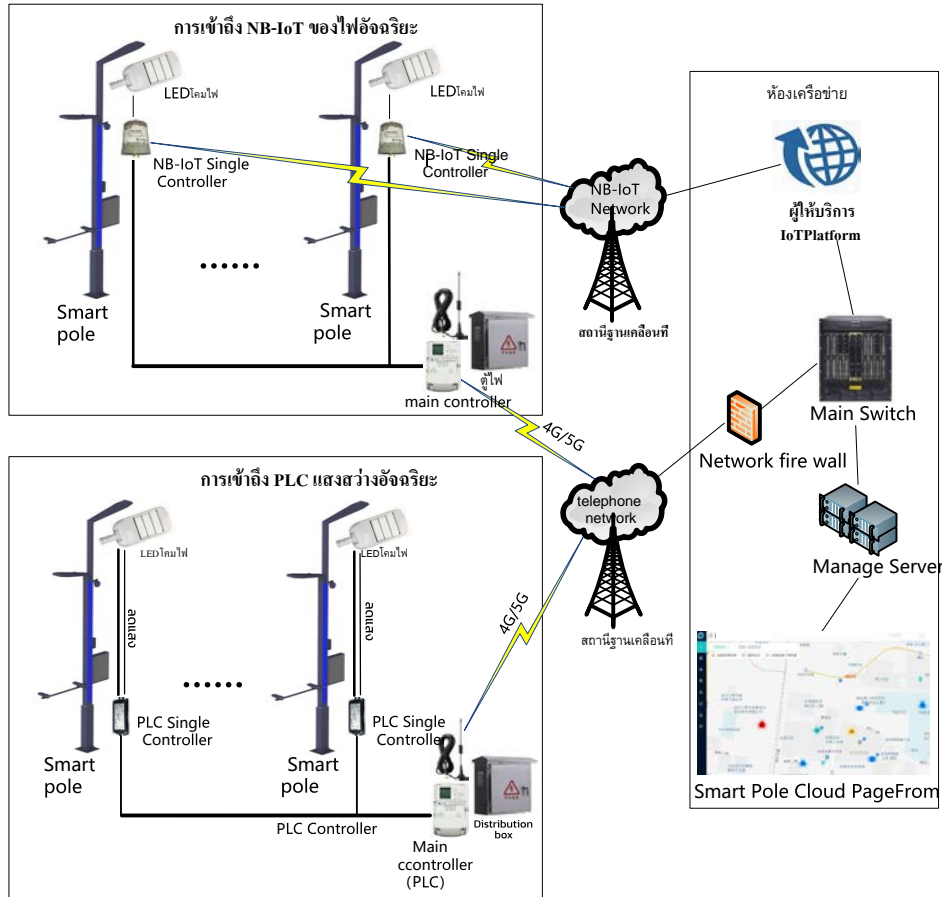 การเข้าถึง NB-IoT ของไฟอัจฉริยะ
LEDโคมไฟ
LEDโคมไฟ
NB-IoT Single
Controller
NB-IoT Single
Controller
Smart
pole
......
Smart
pole
ตู้ไฟ
main controller
NB-IoT
Network
สถานีฐานเคลื่อนที่
4G/5G
การเข้าถึง PLC แสงสว่างอัจฉริยะ
LEDโคมไฟ
LEDโคมไฟ
ลดแสง
ลดแสง
......
PLC Single
Controller
PLC Single
Controller
Smart
pole
Smart
pole
PLC Controller
Main
ccontroller
(PLC)
Distribution
box
4G/5G
telephone
network
สถานีฐานเคลื่อนที่
ห้องเครือข่าย
ผู้ให้บริการ
IoTPlatform
Main Switch
Network fire wall
Manage Server
Smart Pole Cloud PageFrom